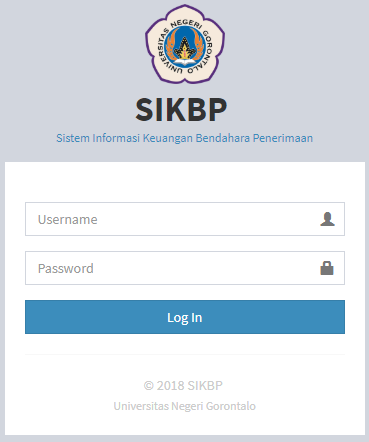 UNIVERSITAS NEGERI GORONTALO
SIKBP
Sistem Informasi Keuangan Bendahara Penerimaan
Username
Password
Log In
© 2018 SIKBP
Universitas Negeri Gorontalo